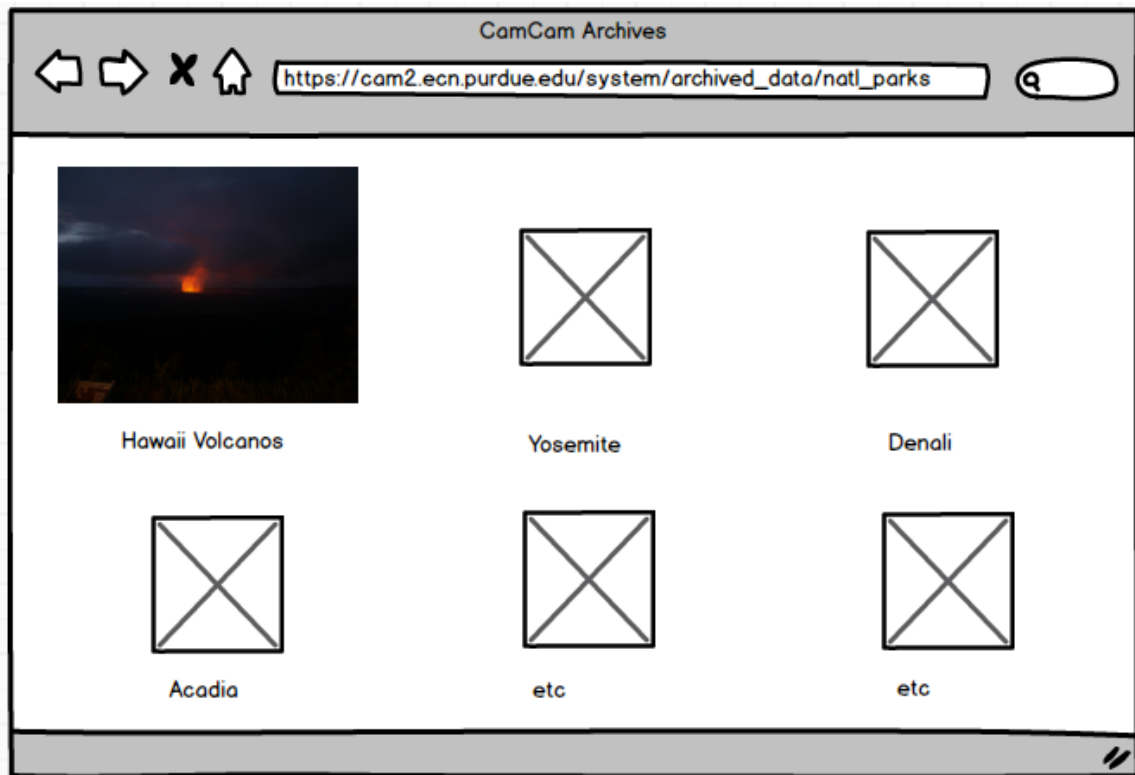 CamCam Archives
https://cam2.ecn.purdue.edu/system/archived_data/natl_parks
Hawaii Volcanos
Yosemite
Denali
Acadia
etc
etc